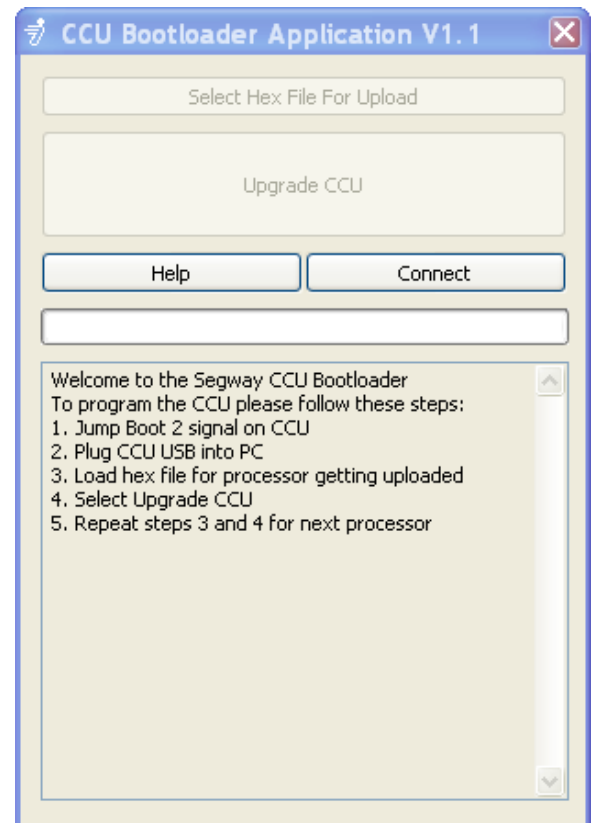 CCU Bootloader Application V1.1
Select Hex File For Upload
Upgrade CCU
Help
Connect
Welcome to the Segway CCU Bootloader
To program the CCU please follow these steps:
1. Jump Boot 2 signal on CCU
2. Plug CCU USB into PC
3. Load hex file for processor getting uploaded
4. Select Upgrade CCU
5. Repeat steps 3 and 4 for next processor